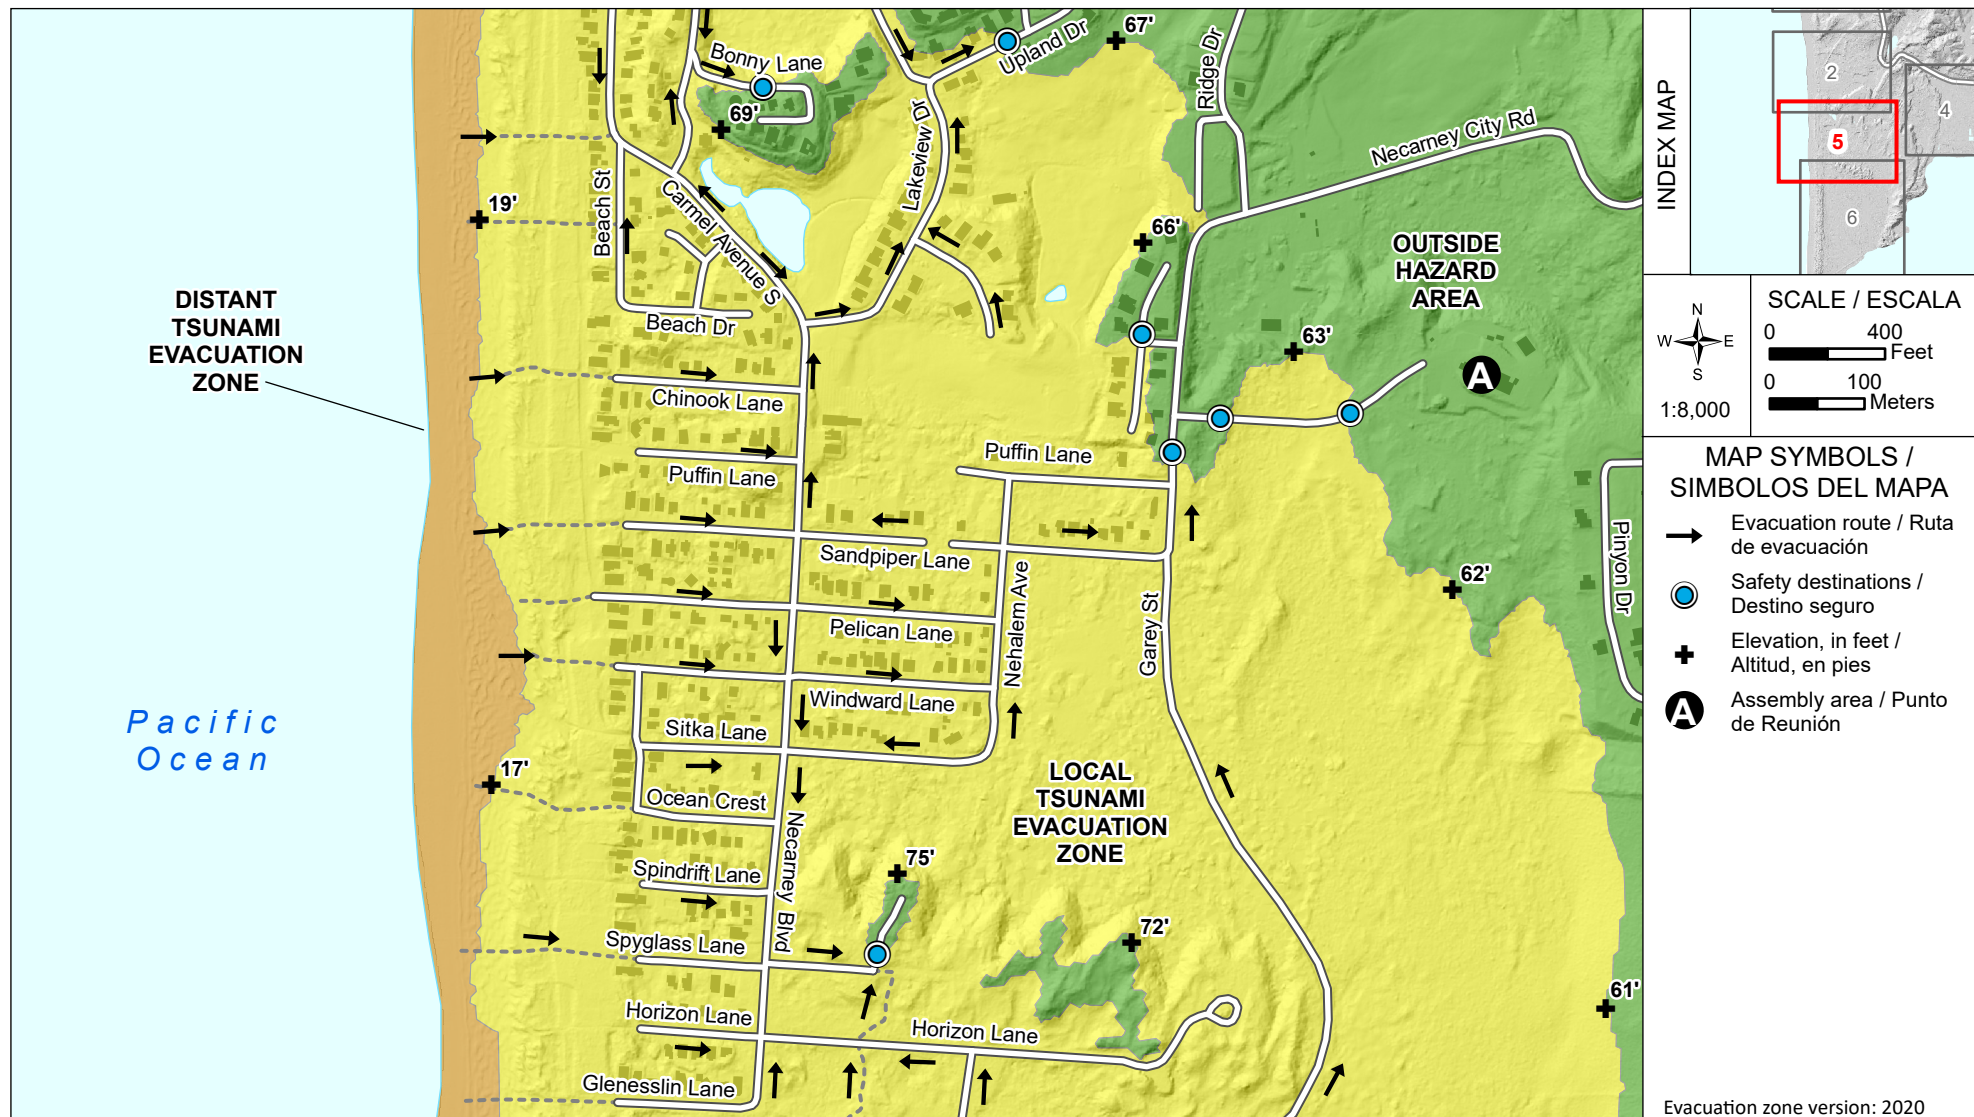 Bonny Lane
Upland Dr
67'
69'
Ridge Dr
Lakeview Dr
Necarney City Rd
19'
Beach St
Carmel Avenue S
66'
OUTSIDE
HAZARD
AREA
DISTANT
TSUNAMI
EVACUATION
ZONE
Beach Dr
63'
A
Chinook Lane
Puffin Lane
Puffin Lane
Sandpiper Lane
Nehalem Ave
Garey St
62'
Pinyon Dr
Pelican Lane
Windward Lane
Sitka Lane
Pacific
Ocean
17'
Ocean Crest
LOCAL
TSUNAMI
EVACUATION
ZONE
Necarney Blvd
75'
Spindrift Lane
Spyglass Lane
72'
61'
Horizon Lane
Horizon Lane
Glenesslin Lane
INDEX MAP
2
4
5
6
N
W E
S
1:8,000
SCALE / ESCALA
0 400
Feet
0 100
Meters
MAP SYMBOLS /
SIMBOLOS DEL MAPA
Evacuation route / Ruta
de evacuación
Safety destinations /
Destino seguro
Elevation, in feet /
Altitud, en pies
A
Assembly area / Punto
de Reunión
Evacuation zone version: 2020